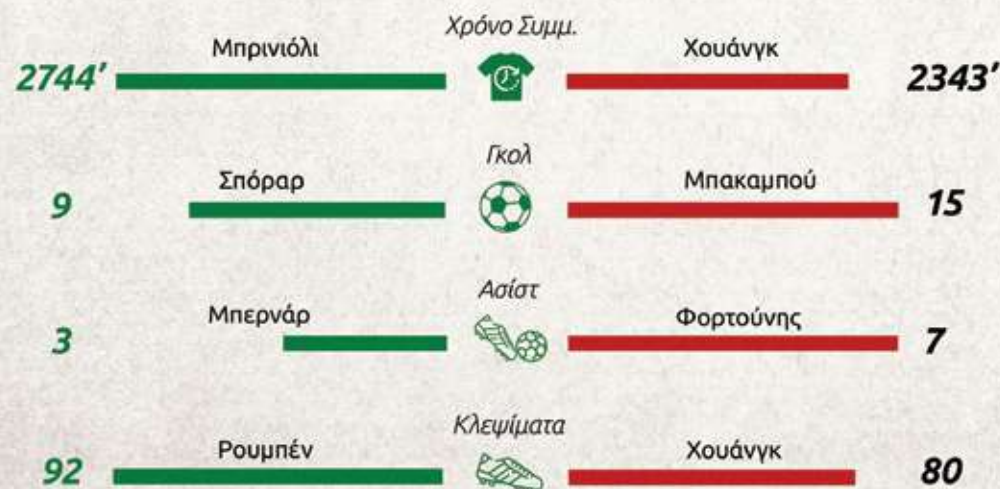 Χρόνο Συμμ.
Μπρινιόλι Χουάνγκ
2744' 2343'
Γκολ
Σπόραρ Μπακαμπού
9 15
Ασίστ
Μπερνάρ Φορτούνης
3 7
Κλεψίματα
Ρουμπέν Χουάνγκ
92 80